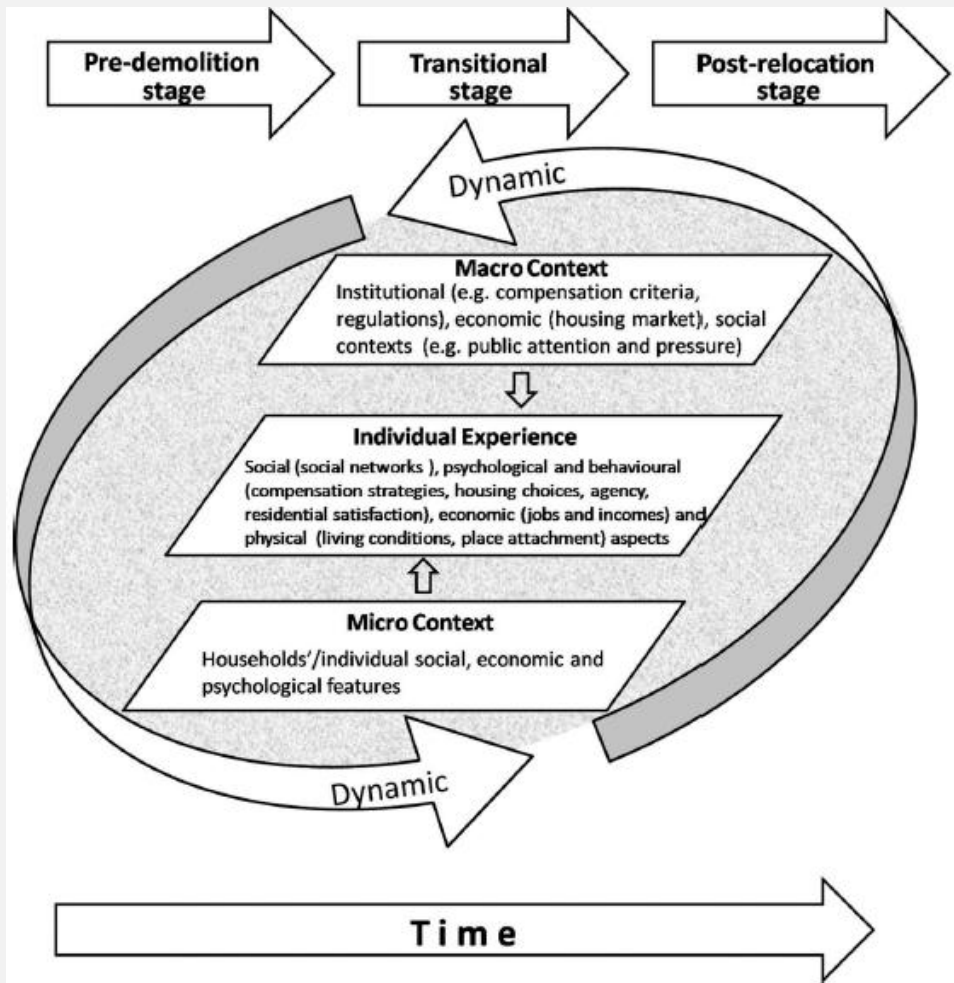 Pre-demolition
stage
Transitional
stage
Post-relocation
stage
Dynamic
Macro Context
Institutional (e.g. compensation criteria,
regulations), economic (housing market), social
contexts (e.g. public attention and pressure)
Individual Experience
Social (social networks ), psychological and behavioural
(compensation strategies, housing choices, agency,
residential satisfaction), economic (jobs and incomes) and
physical (living conditions, place attachment) aspects
Micro Context
Households'/individual social, economic and
psychological features
Dynamic
Time